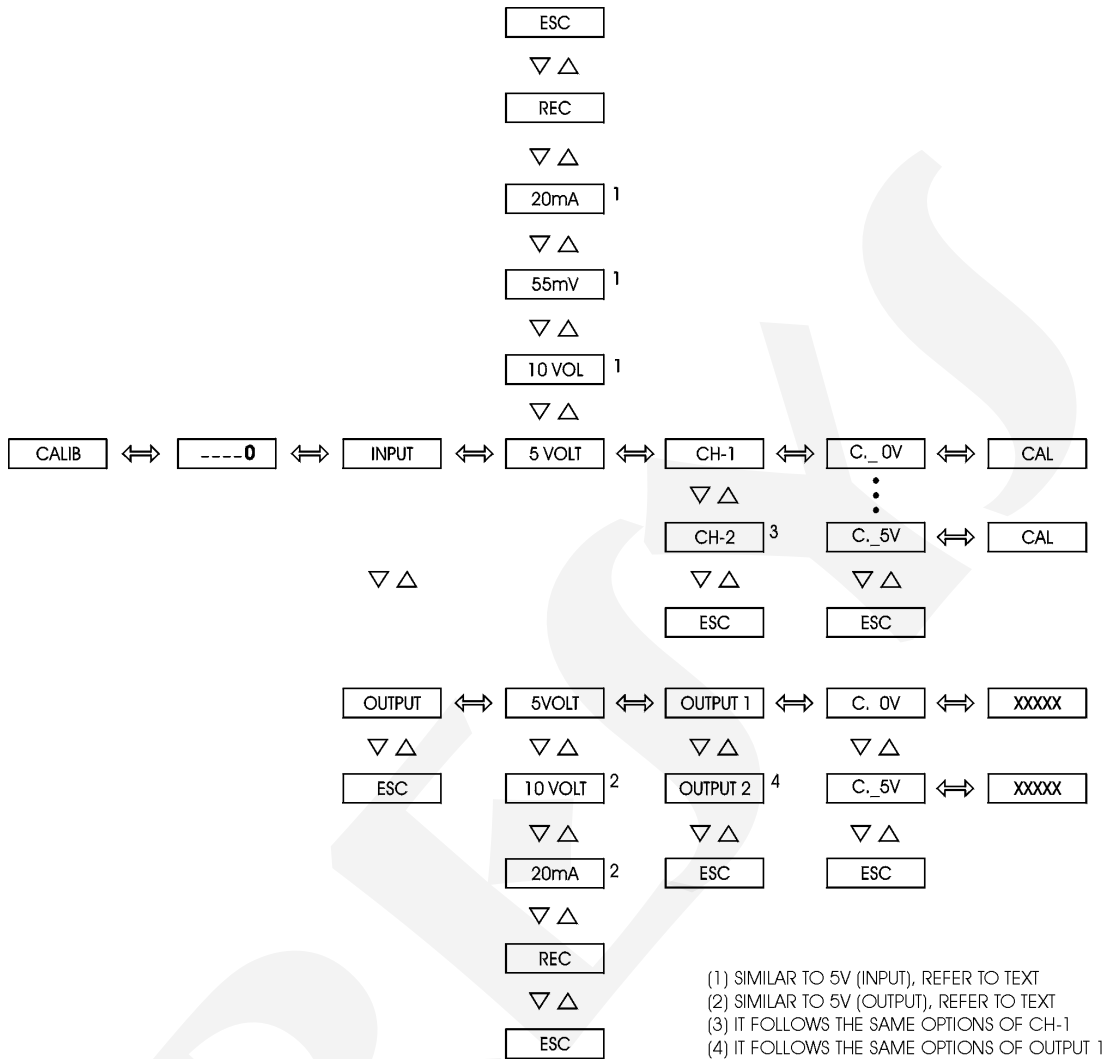 ESC
REC
20mA 1
55mV 1
10 VOL 1
CALIB ----0 INPUT 5 VOLT CH-1 C._ 0V CAL
CH-2 3 C._5V CAL
ESC ESC
OUTPUT 5VOLT OUTPUT 1 C. 0V XXXXX
ESC 10 VOLT 2 OUTPUT 2 4 C._5V XXXXX
20mA 2 ESC ESC
REC
ESC
(1) SIMILAR TO 5V (INPUT), REFER TO TEXT
(2) SIMILAR TO 5V (OUTPUT), REFER TO TEXT
(3) IT FOLLOWS THE SAME OPTIONS OF CH-1
(4) IT FOLLOWS THE SAME OPTIONS OF OUTPUT 1